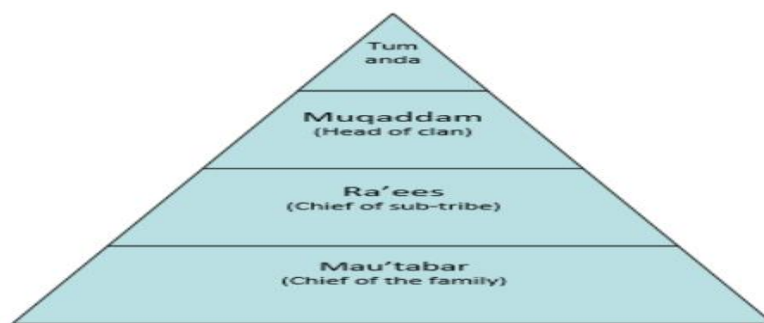 Tum
anda
Muqaddam
(Head of clan)
Ra’ees
(Chief of sub-tribe)
Mau’tabar
(Chief of the family)